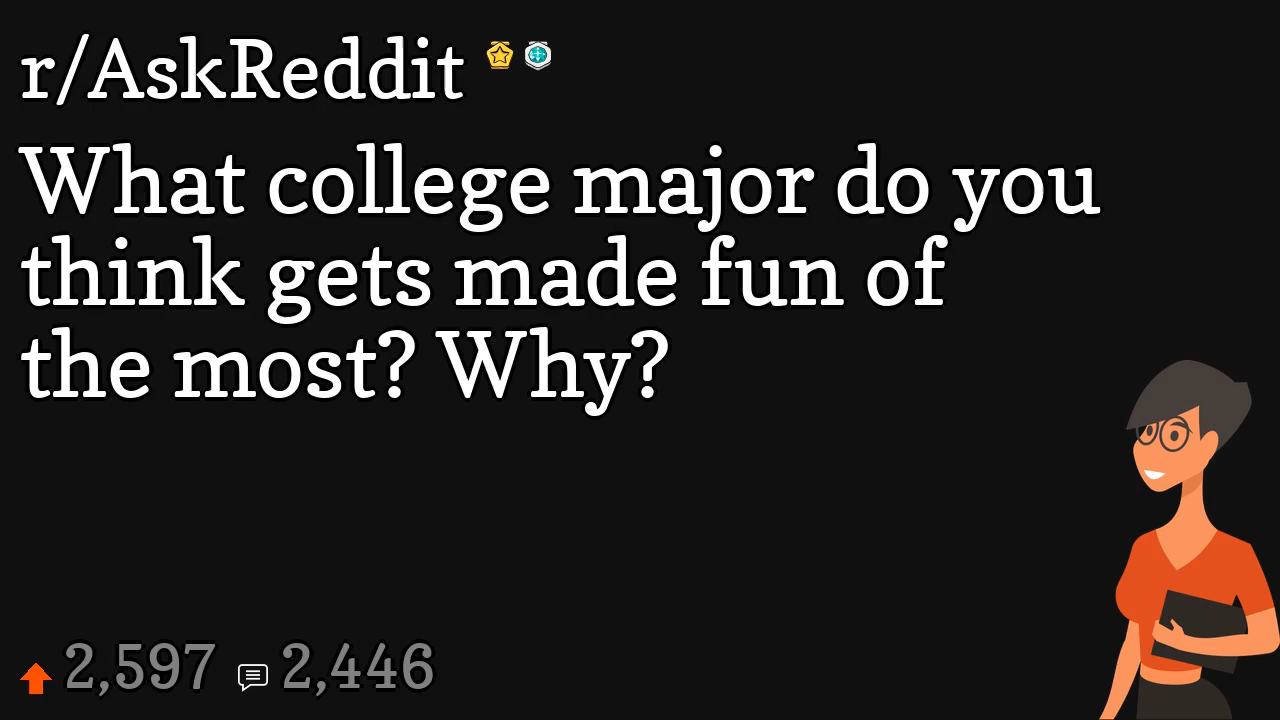 r/AskReddit
What college major do you
think gets made fun of
the most? Why?
2,597 2,446